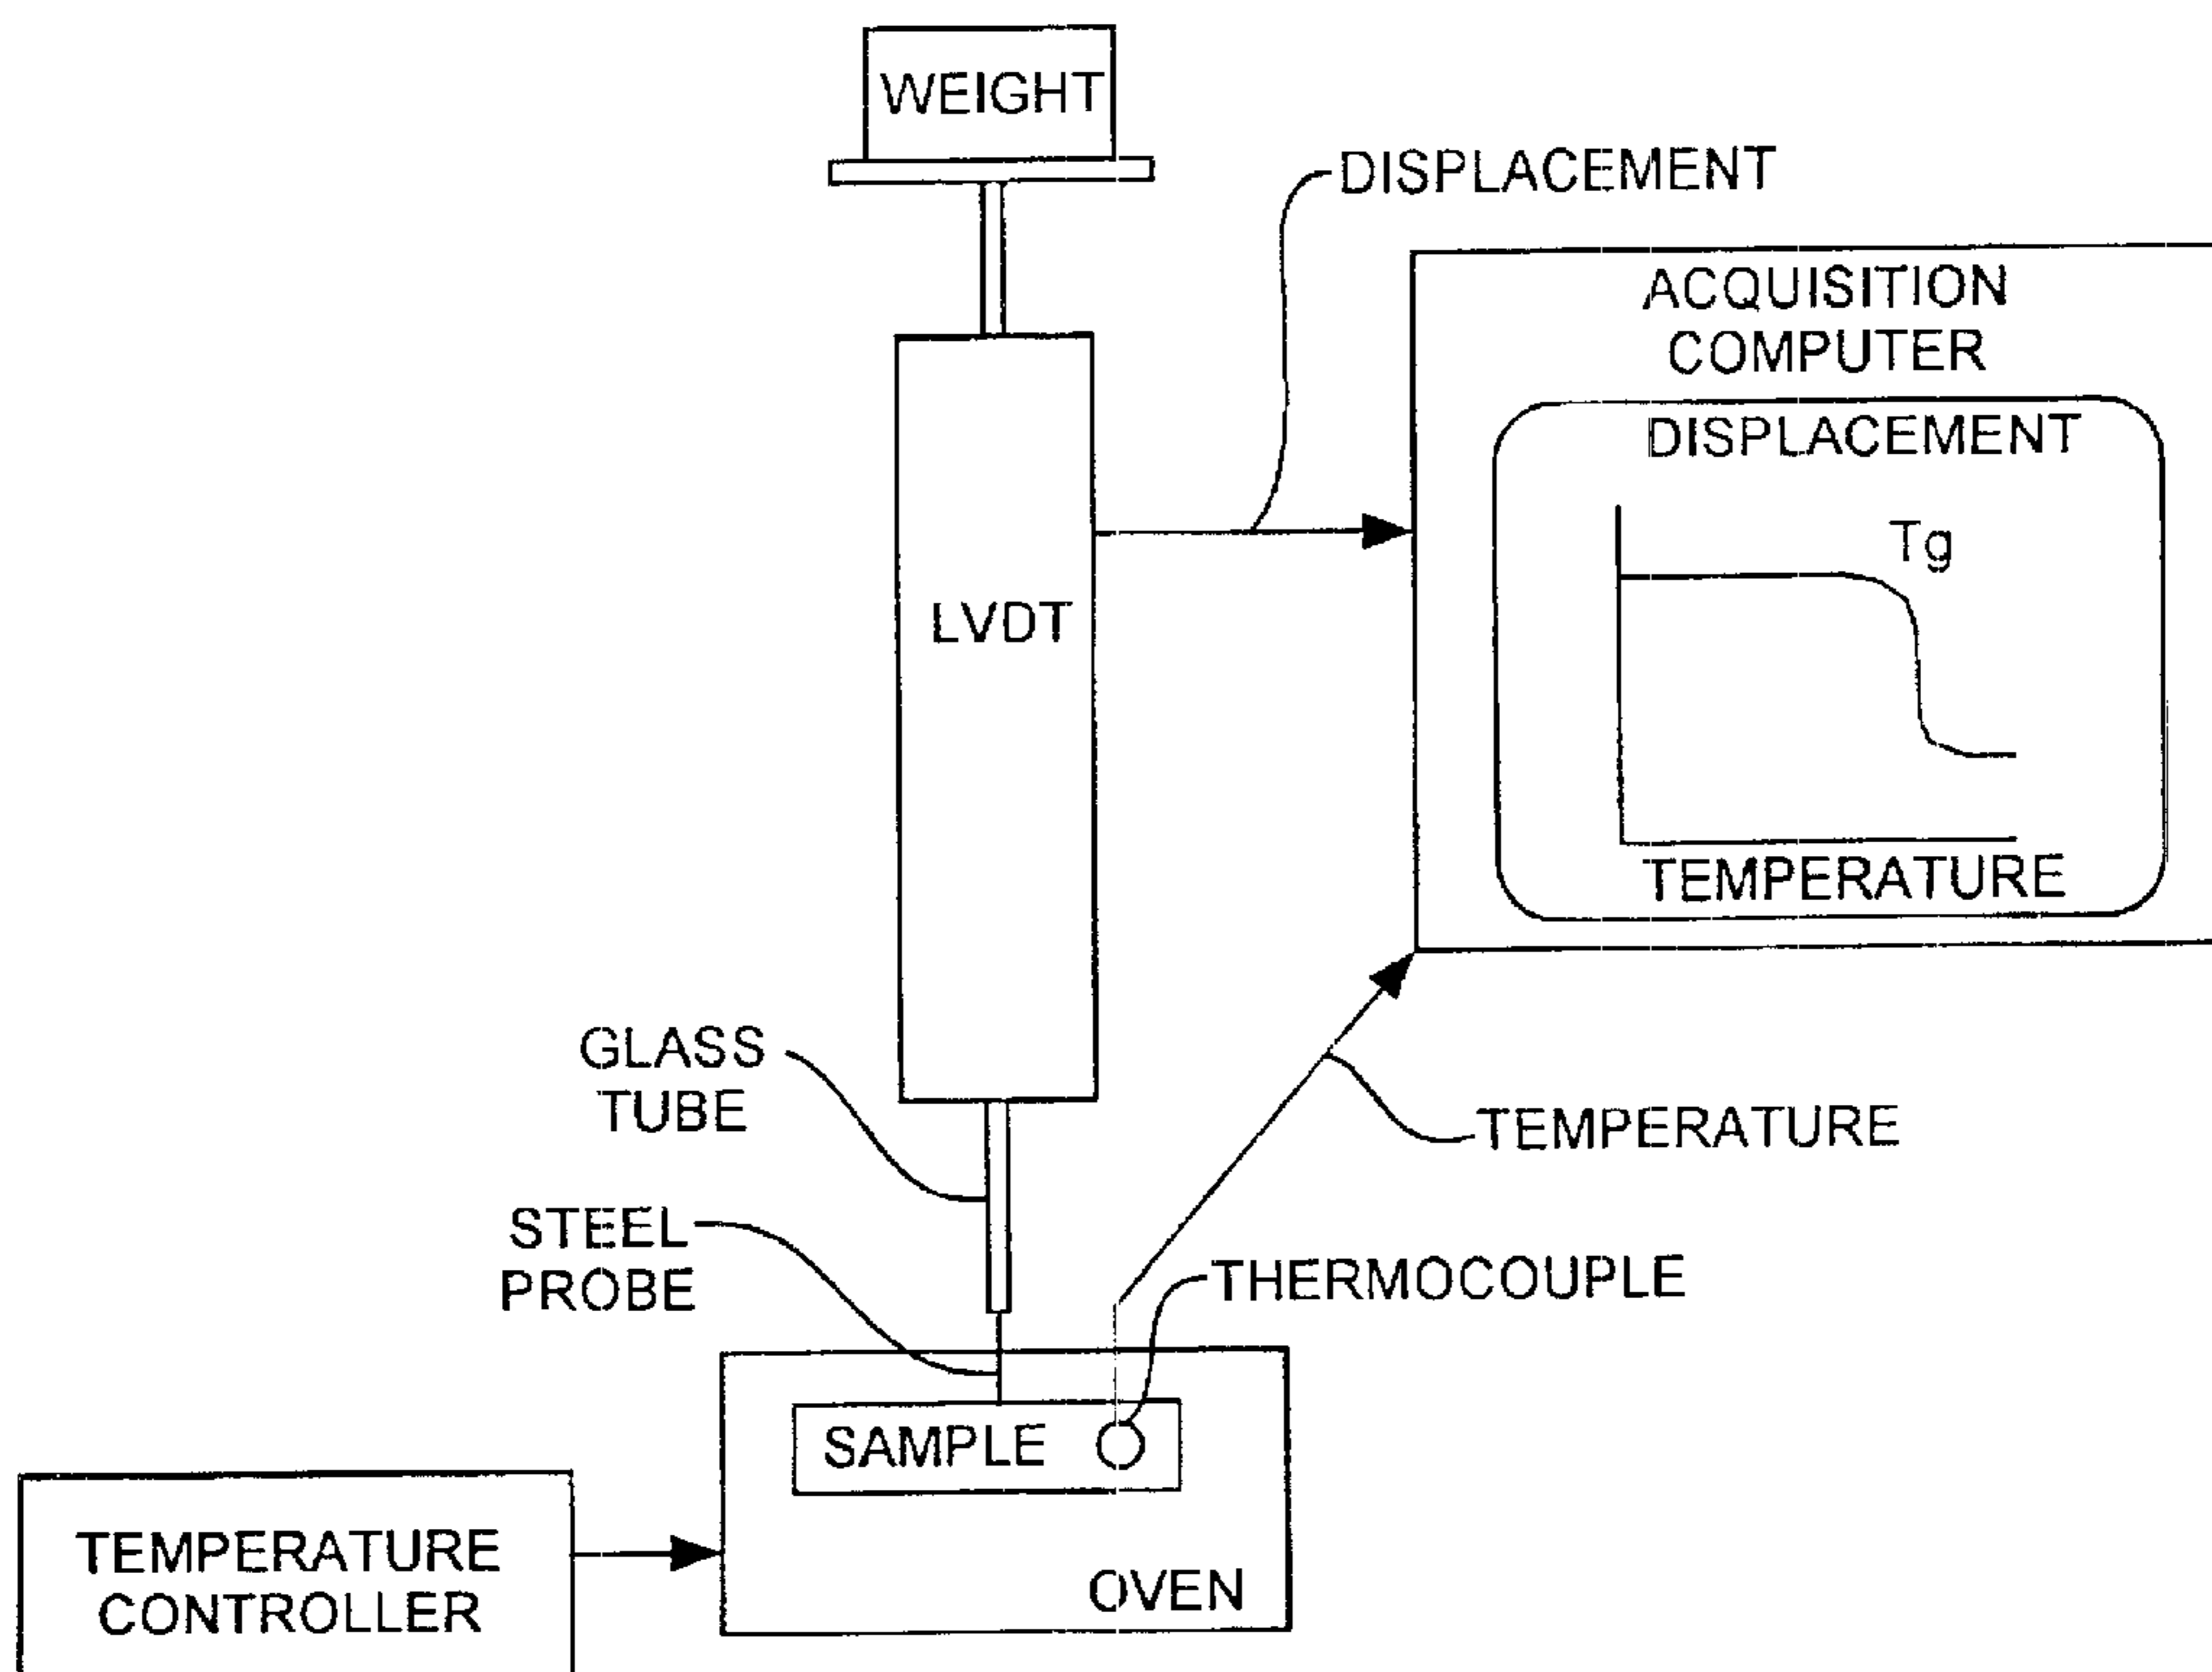 WEIGHT
DISPLACEMENT
ACQUISITION
COMPUTER
DISPLACEMENT
Tg
LVDT
TEMPERATURE
GLASS
TUBE
TEMPERATURE
STEEL
PROBE
THERMOCOUPLE
SAMPLE
TEMPERATURE
CONTROLLER
OVEN